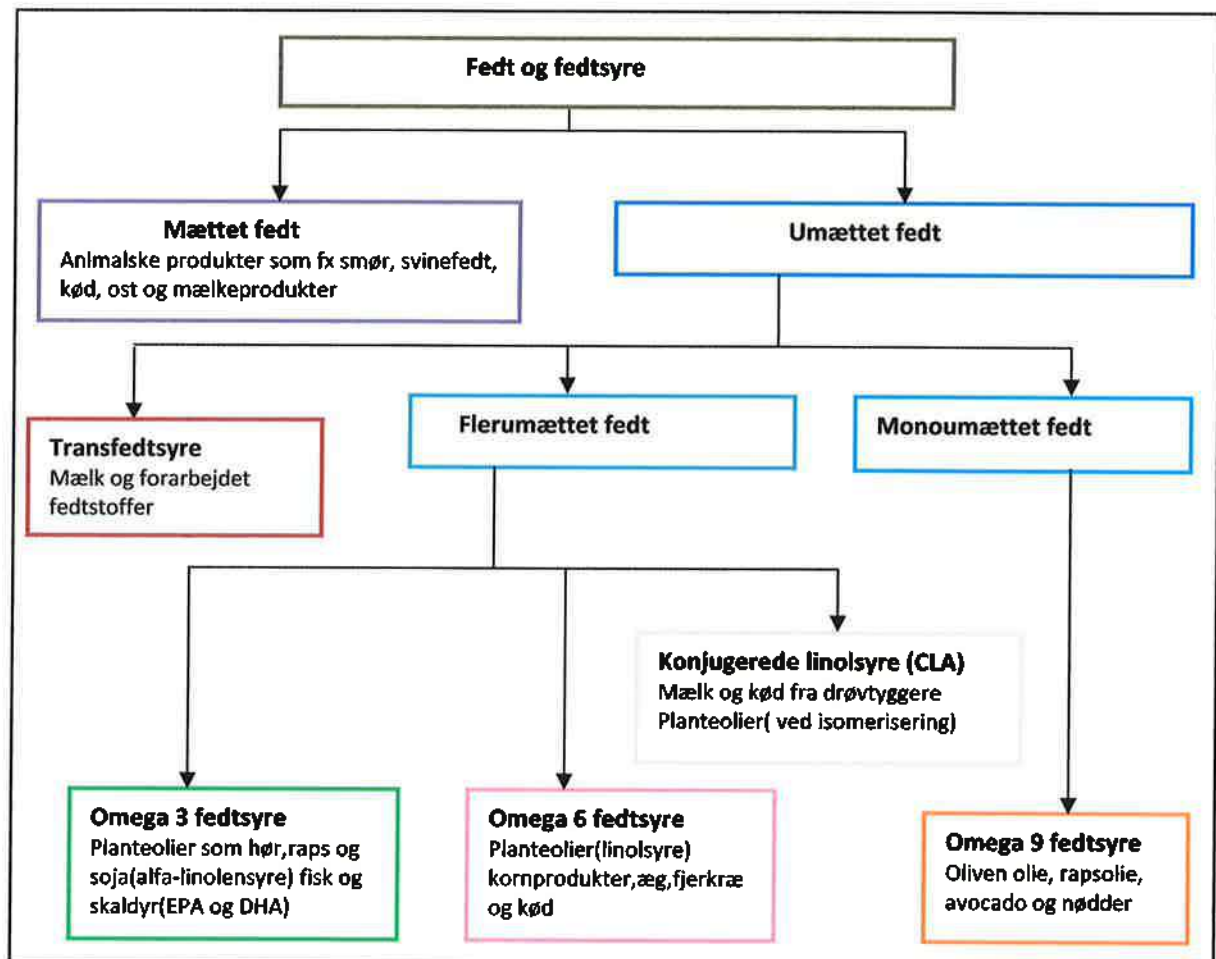 Fedt og fedtsyre
Mættet fedt
Animalske produkter som fx smør, svinefedt,
kød, ost og mælkeprodukter
Umættet fedt
Transfedtsyre
Mælk og forarbejdet
fedtstoffer
Flerumættet fedt
Monoumættet fedt
Konjugerede linolsyre (CLA)
Mælk og kød fra drøvtyggere
Planteolier( ved isomerisering)
Omega 3 fedtsyre
Planteolier som hør,raps og
soja(alfa-linolensyre) fisk og
skaldyr(EPA og DHA)
Omega 6 fedtsyre
Planteolier(linolsyre)
kornprodukter,æg,fjerkræ
og kød
Omega 9 fedtsyre
Oliven olie, rapsolie,
avocado og nødder